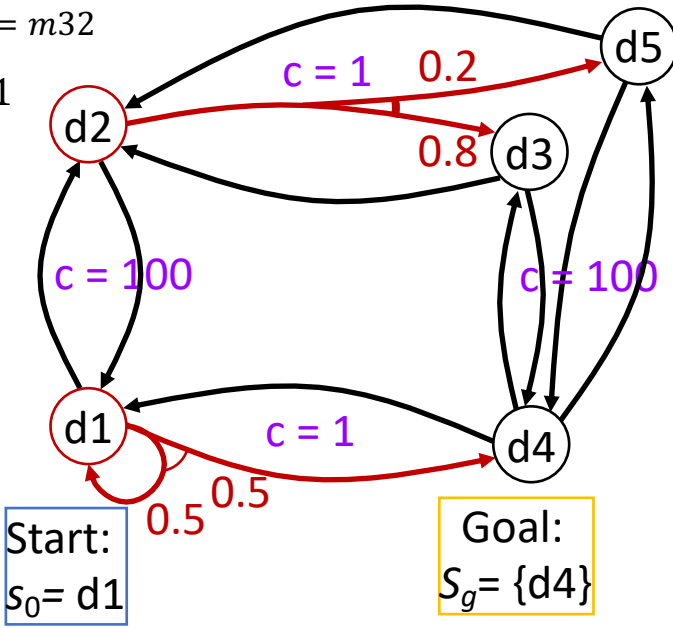 = m32
1
d5
c = 1
0.2
d2
0.8
d3
c = 100
c = 100
d1
c = 1
d4
0.5
0.5
Start:
s₀= d1
Goal:
S_g= {d4}